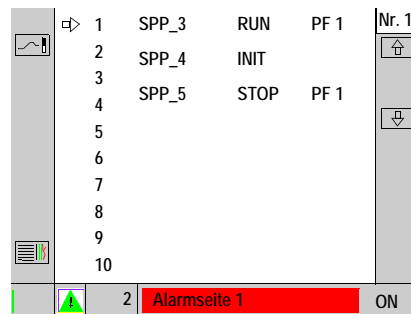 1 SPP_3 RUN PF 1 Nr. 1
2 SPP_4 INIT
3
4 SPP_5 STOP PF 1
5
6
7
8
9
10
2 Alarmseite 1 ON